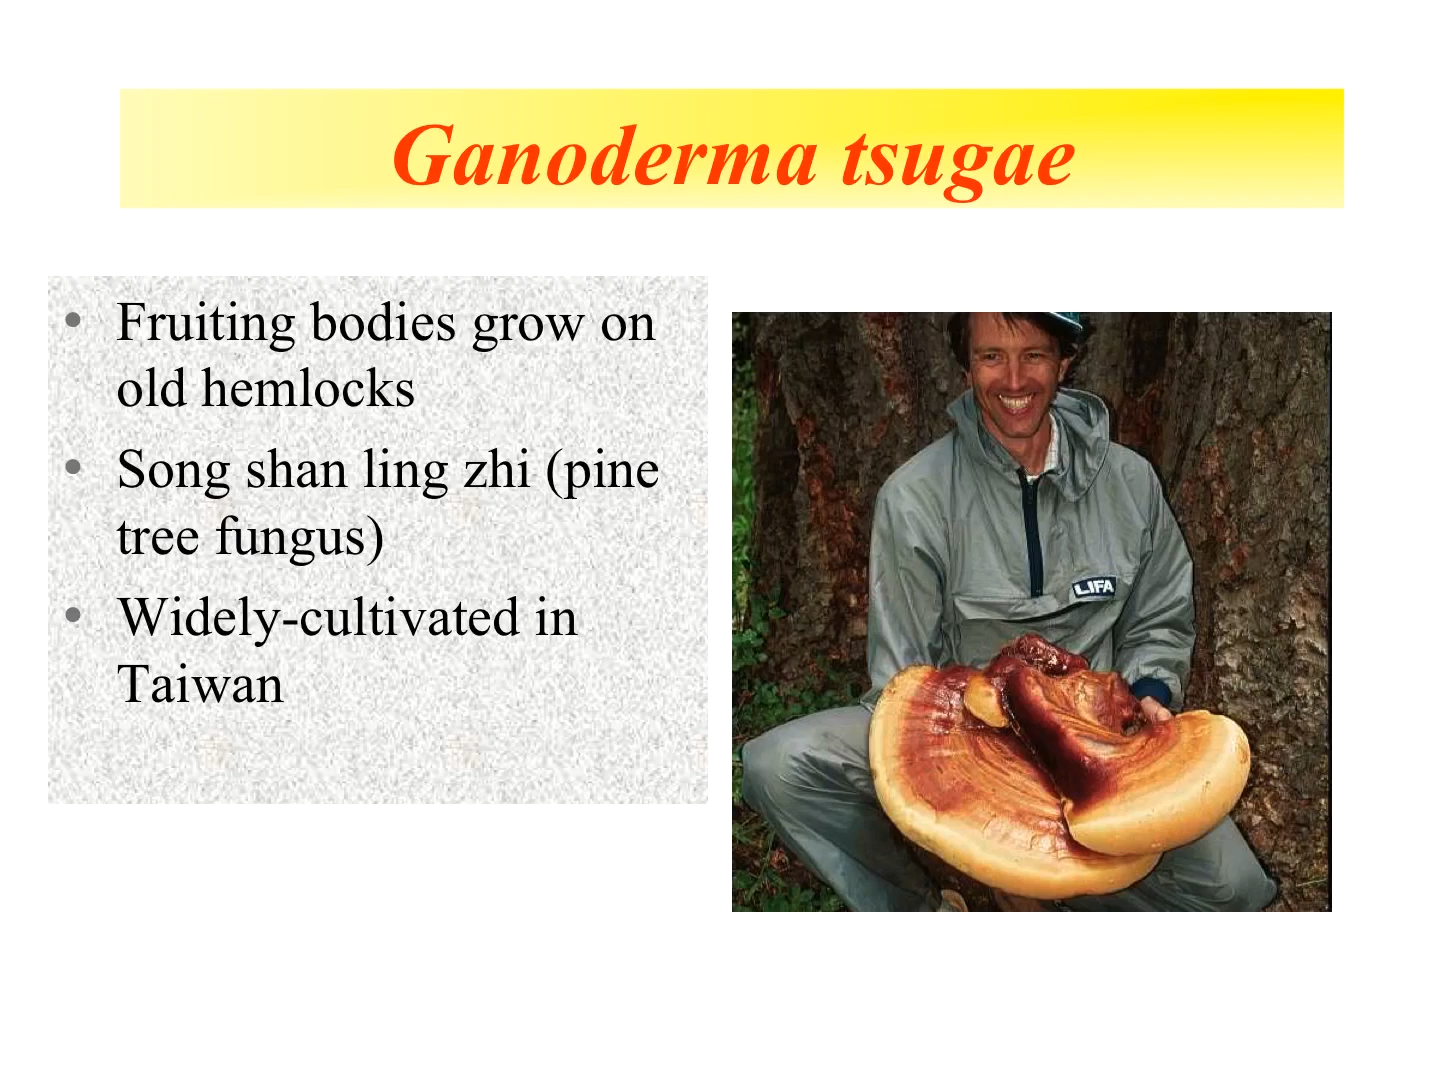 Ganoderma tsugae
• Fruiting bodies grow on
old hemlocks
• Song shan ling zhi (pine
tree fungus)
• Widely-cultivated in
Taiwan
LIFA